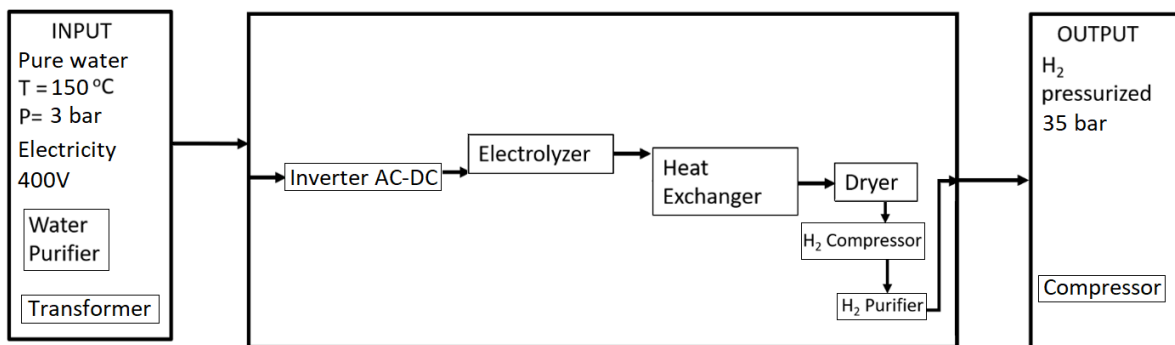 INPUT
Pure water
T = 150 ºC
P= 3 bar
Electricity
400V
Water
Purifier
Transformer
Inverter AC-DC
Electrolyzer
Heat
Exchanger
Dryer
H₂ Compressor
H₂ Purifier
OUTPUT
H₂
pressurized
35 bar
Compressor